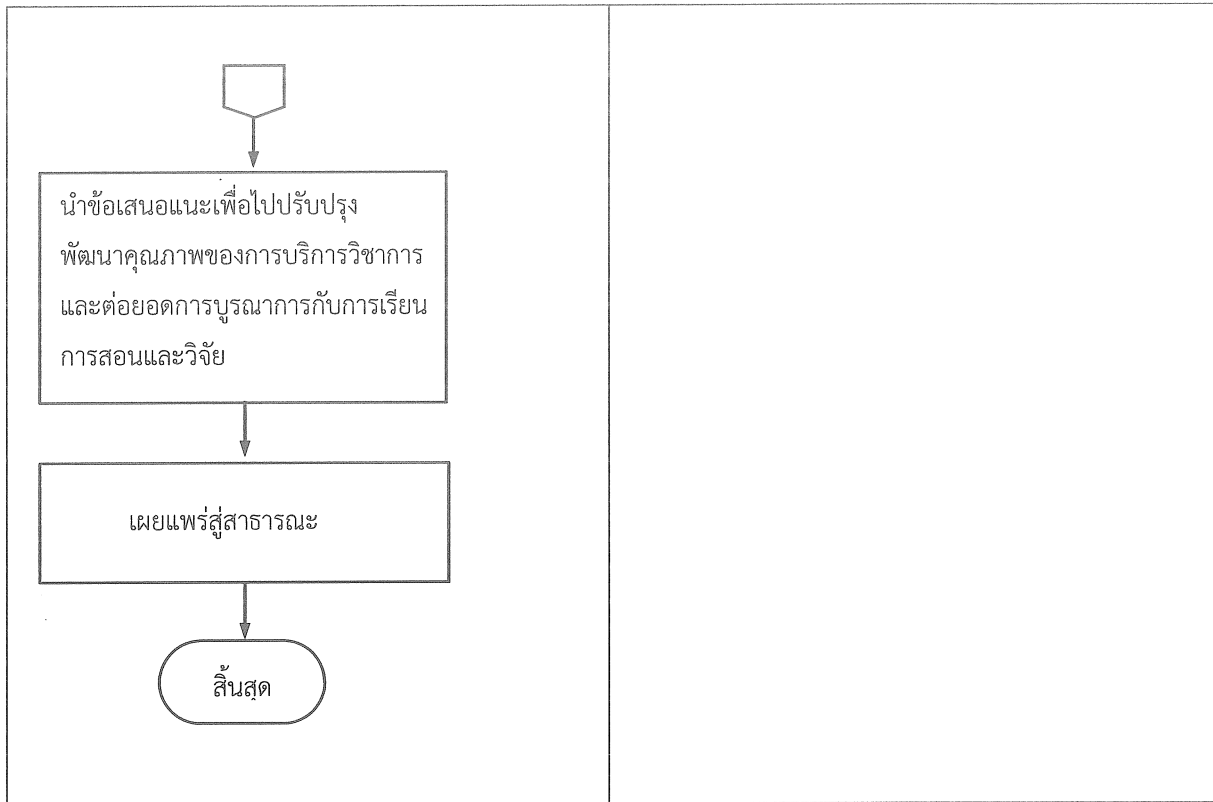 นำข้อเสนอแนะเพื่อไปปรับปรุง
พัฒนาคุณภาพของการบริการวิชาการ
และต่อยอดการบูรณาการกับการเรียน
การสอนและวิจัย
เผยแพร่สู่สาธารณะ
สิ้นสุด